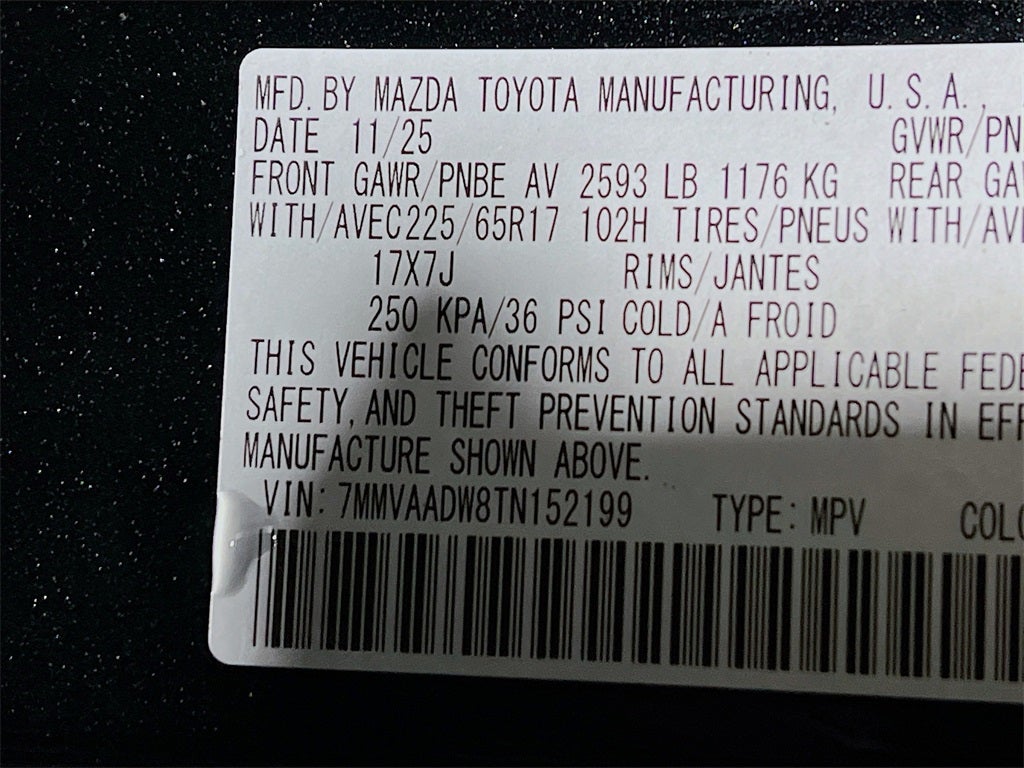 MFD. BY MAZDA TOYOTA MANUFACTURING, U.S.A.,
DATE 11/25 GVWR/PN
FRONT GAWR/PNBE AV 2593 LB 1176 KG REAR GA
WITH/AVEC225/65R17 102H TIRES/PNEUS WITH/AV
17X7J RIMS/JANTES
250 KPA/36 PSI COLD/A FROID
THIS VEHICLE CONFORMS TO ALL APPLICABLE FEDE
SAFETY, AND THEFT PREVENTION STANDARDS IN EFF
MANUFACTURE SHOWN ABOVE.
VIN: 7MMVAADW8TN152199 TYPE: MPV COLO